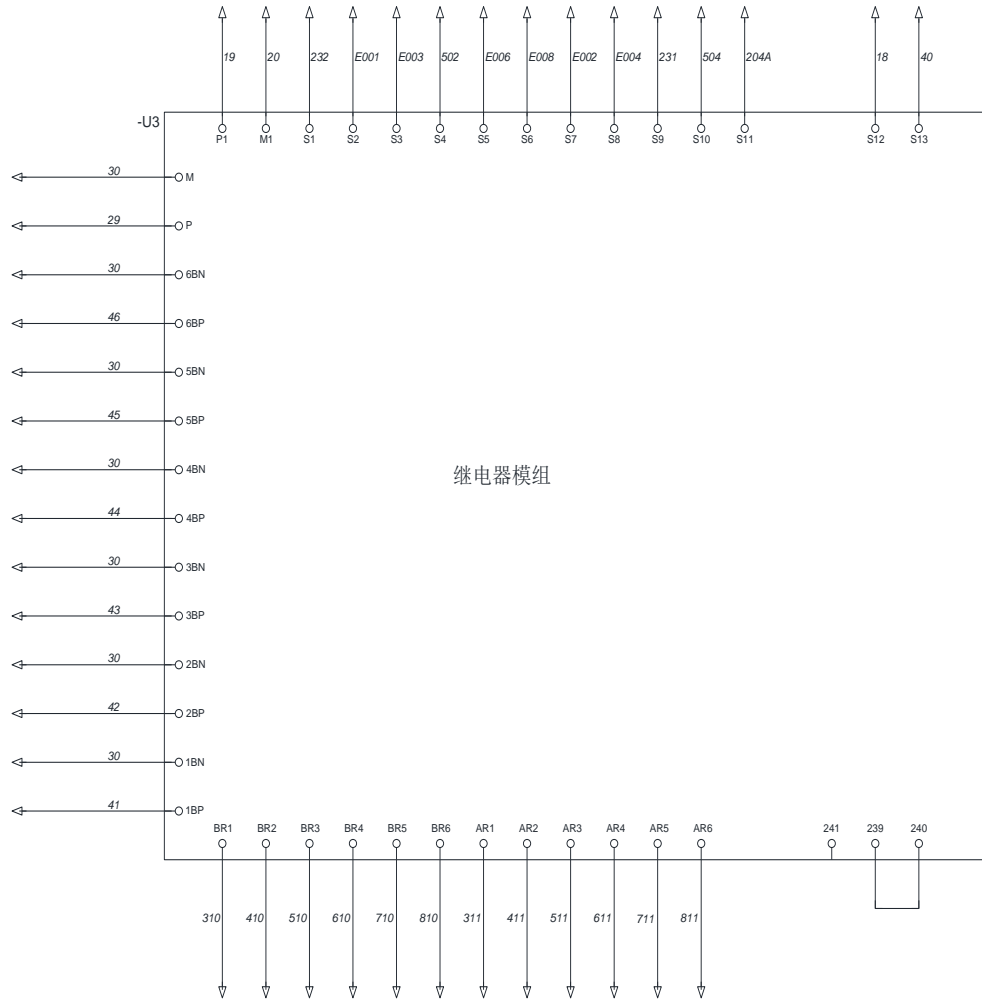 19 20 232 E001 E003 502 E006 E008 E002 E004 231 504 204A 18 40
-U3
P1 M1 S1 S2 S3 S4 S5 S6 S7 S8 S9 S10 S11 S12 S13
30 M
29 P
30 6BN
46 6BP
30 5BN
45 5BP
30 4BN
继电器模组
44 4BP
30 3BN
43 3BP
30 2BN
42 2BP
30 1BN
41 1BP
BR1 BR2 BR3 BR4 BR5 BR6 AR1 AR2 AR3 AR4 AR5 AR6 241 239 240
310 410 510 610 710 810 311 411 511 611 711 811